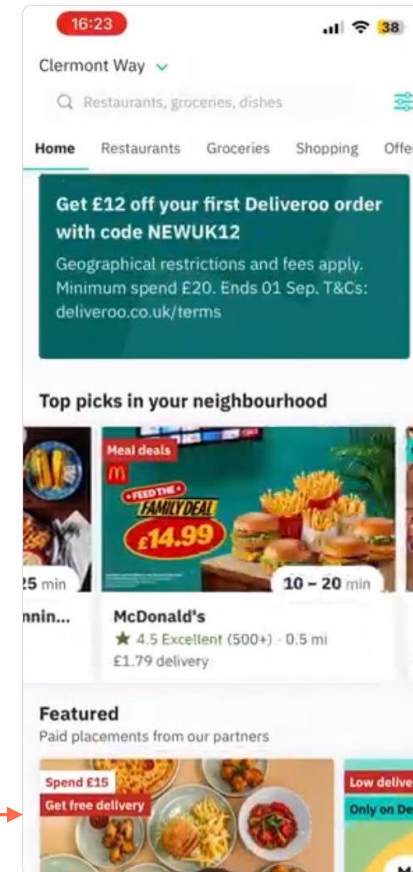 16:23
38
Clermont Way
Restaurants, groceries, dishes
Home Restaurants Groceries Shopping
Get £12 off your first Deliveroo order
with code NEWUK12
Geographical restrictions and fees apply.
Minimum spend £20. Ends 01 Sep. T&Cs:
deliveroo.co.uk/terms
Top picks in your neighbourhood
Meal deals
FEED THE
FAMILY DEAL
£14.99
min
10 – 20 min
McDonald's
4.5 Excellent (500+) · 0.5 mi
£1.79 delivery
Featured
Paid placements from our partners
Spend £15
Get free delivery
Low
Only on